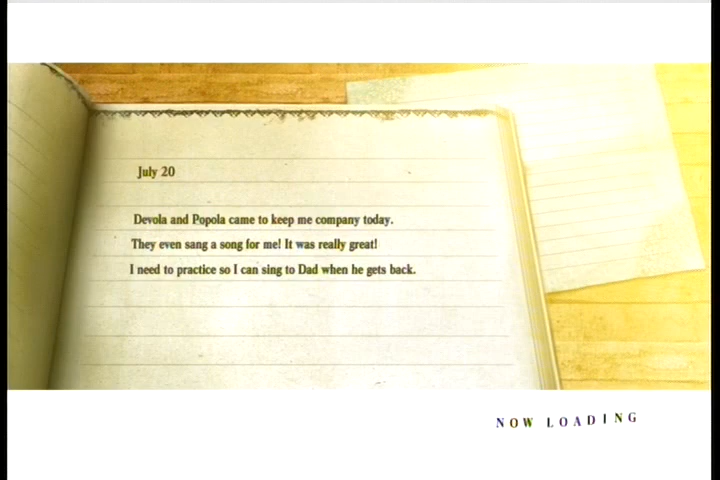 July 20
Devola and Popola came to keep me company today.
They even sang a song for me! It was really great!
I need to practice so I can sing to Dad when he gets back.
NOW LOADING